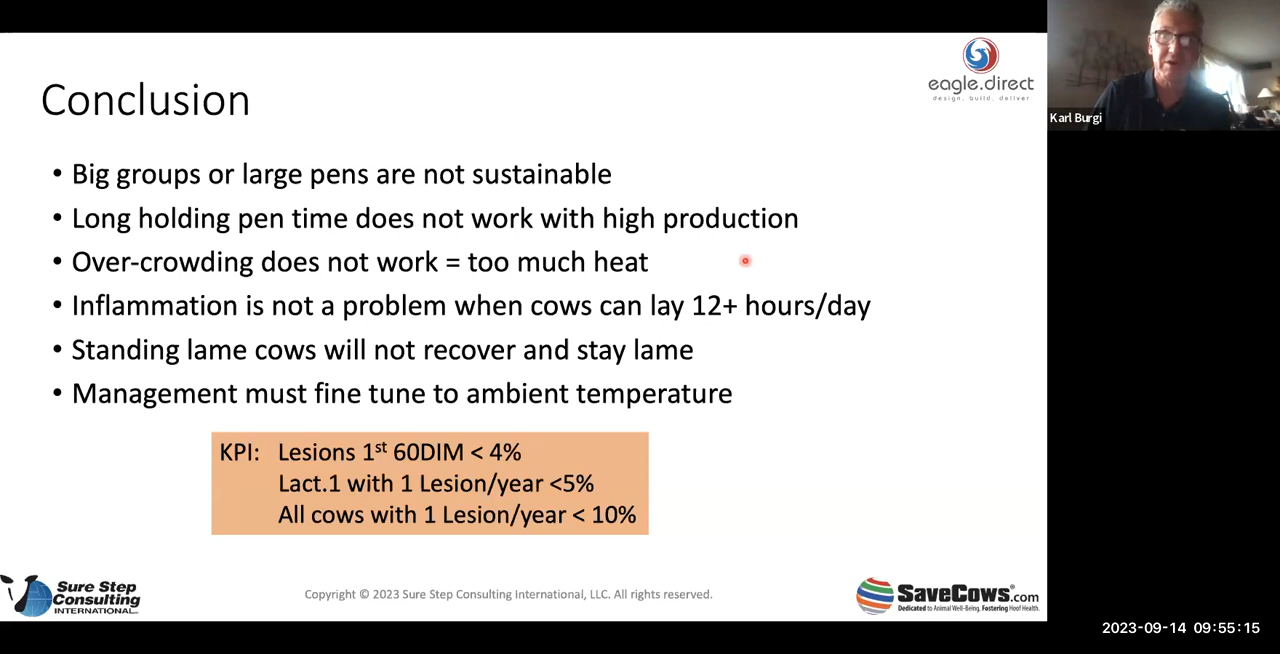 eagle.direct
design. build. deliver
Karl Burgi
Conclusion
• Big groups or large pens are not sustainable
• Long holding pen time does not work with high production
• Over-crowding does not work = too much heat
• Inflammation is not a problem when cows can lay 12+ hours/day
• Standing lame cows will not recover and stay lame
• Management must fine tune to ambient temperature
KPI: Lesions 1st 60DIM < 4%
Lact.1 with 1 Lesion/year <5%
All cows with 1 Lesion/year < 10%
Sure Step
Consulting
INTERNATIONAL
Copyright © 2023 Sure Step Consulting International, LLC. All rights reserved.
SaveCows®.com
Dedicated to Animal Well-Being. Fostering Hoof Health.
2023-09-14 09:55:15